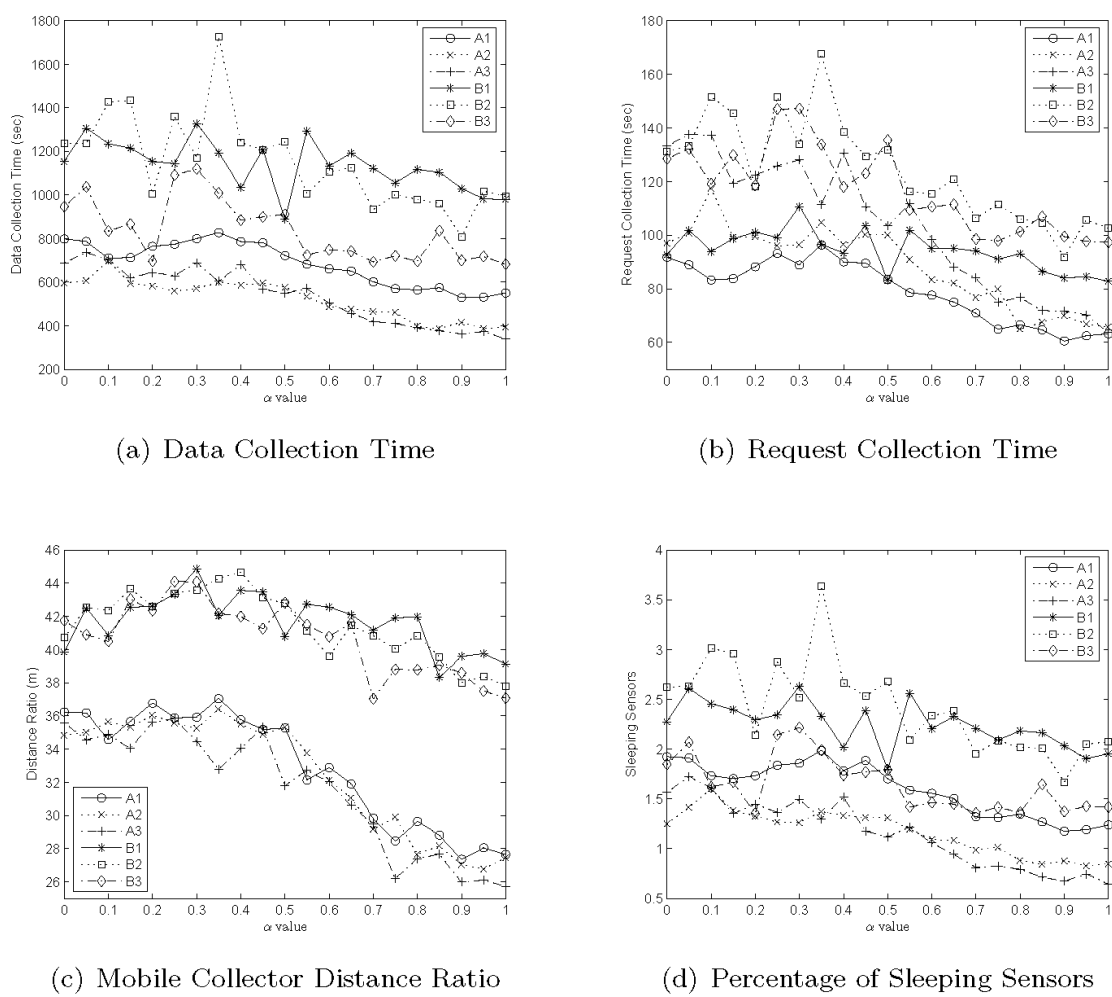 1800
1600
1400
1200
1000
800
600
400
200
Data Collection Time (sec)
A1
A2
A3
B1
B2
B3
0 0.1 0.2 0.3 0.4 0.5 0.6 0.7 0.8 0.9 1
α value
(a) Data Collection Time
180
160
140
120
100
80
60
Request Collection Time (sec)
A1
A2
A3
B1
B2
B3
0 0.1 0.2 0.3 0.4 0.5 0.6 0.7 0.8 0.9 1
α value
(b) Request Collection Time
46
44
42
40
38
36
34
32
30
28
26
Distance Ratio (m)
A1
A2
A3
B1
B2
B3
0 0.1 0.2 0.3 0.4 0.5 0.6 0.7 0.8 0.9 1
α value
(c) Mobile Collector Distance Ratio
4
3.5
3
2.5
2
1.5
1
0.5
Sleeping Sensors
A1
A2
A3
B1
B2
B3
0 0.1 0.2 0.3 0.4 0.5 0.6 0.7 0.8 0.9 1
α value
(d) Percentage of Sleeping Sensors